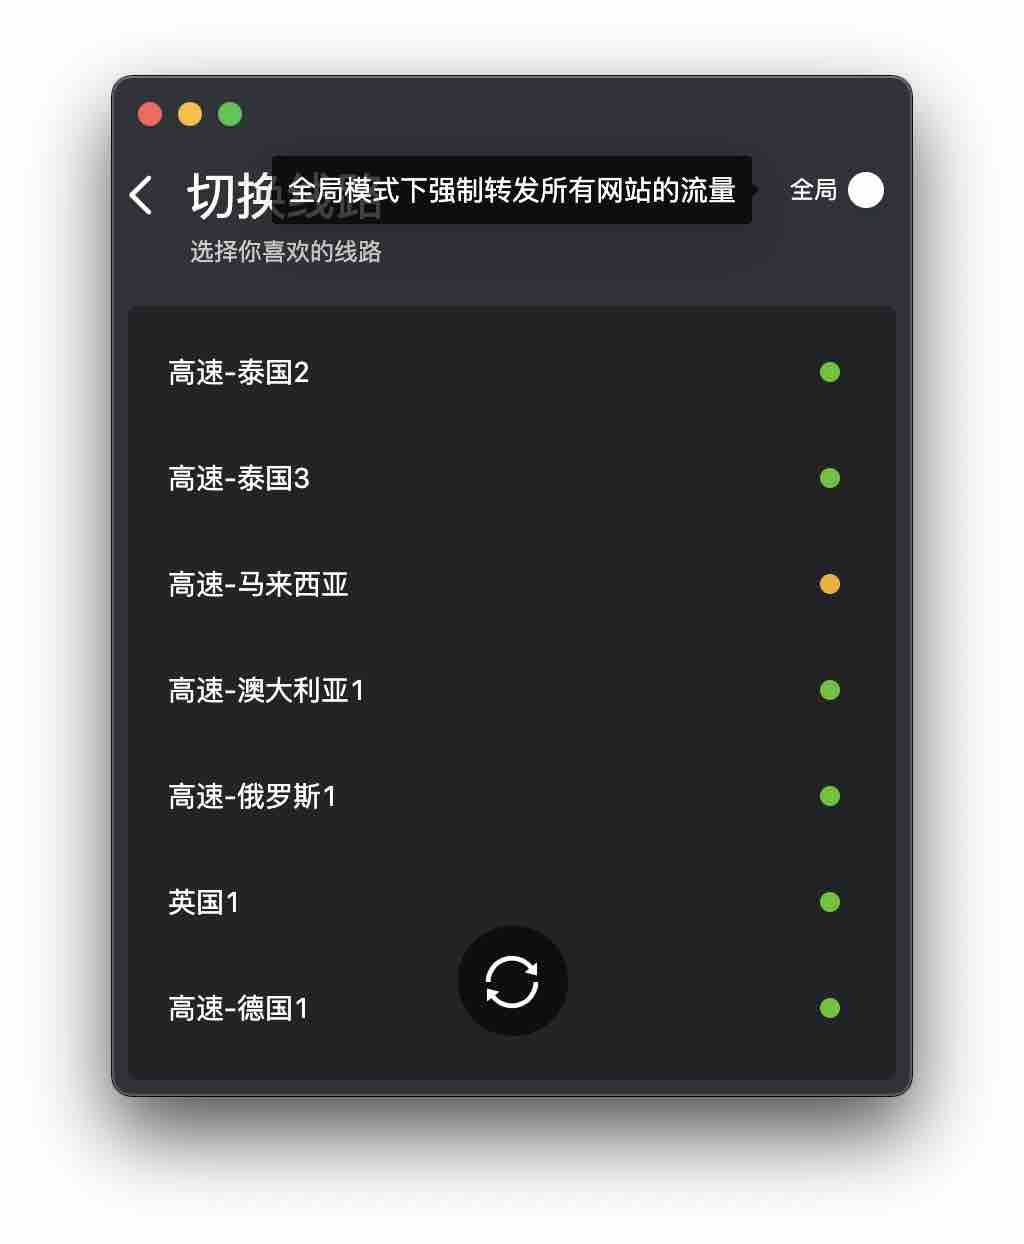 切换线路
全局模式下强制转发所有网站的流量
全局
选择你喜欢的线路
高速-泰国2
高速-泰国3
高速-马来西亚
高速-澳大利亚1
高速-俄罗斯1
英国1
高速-德国1